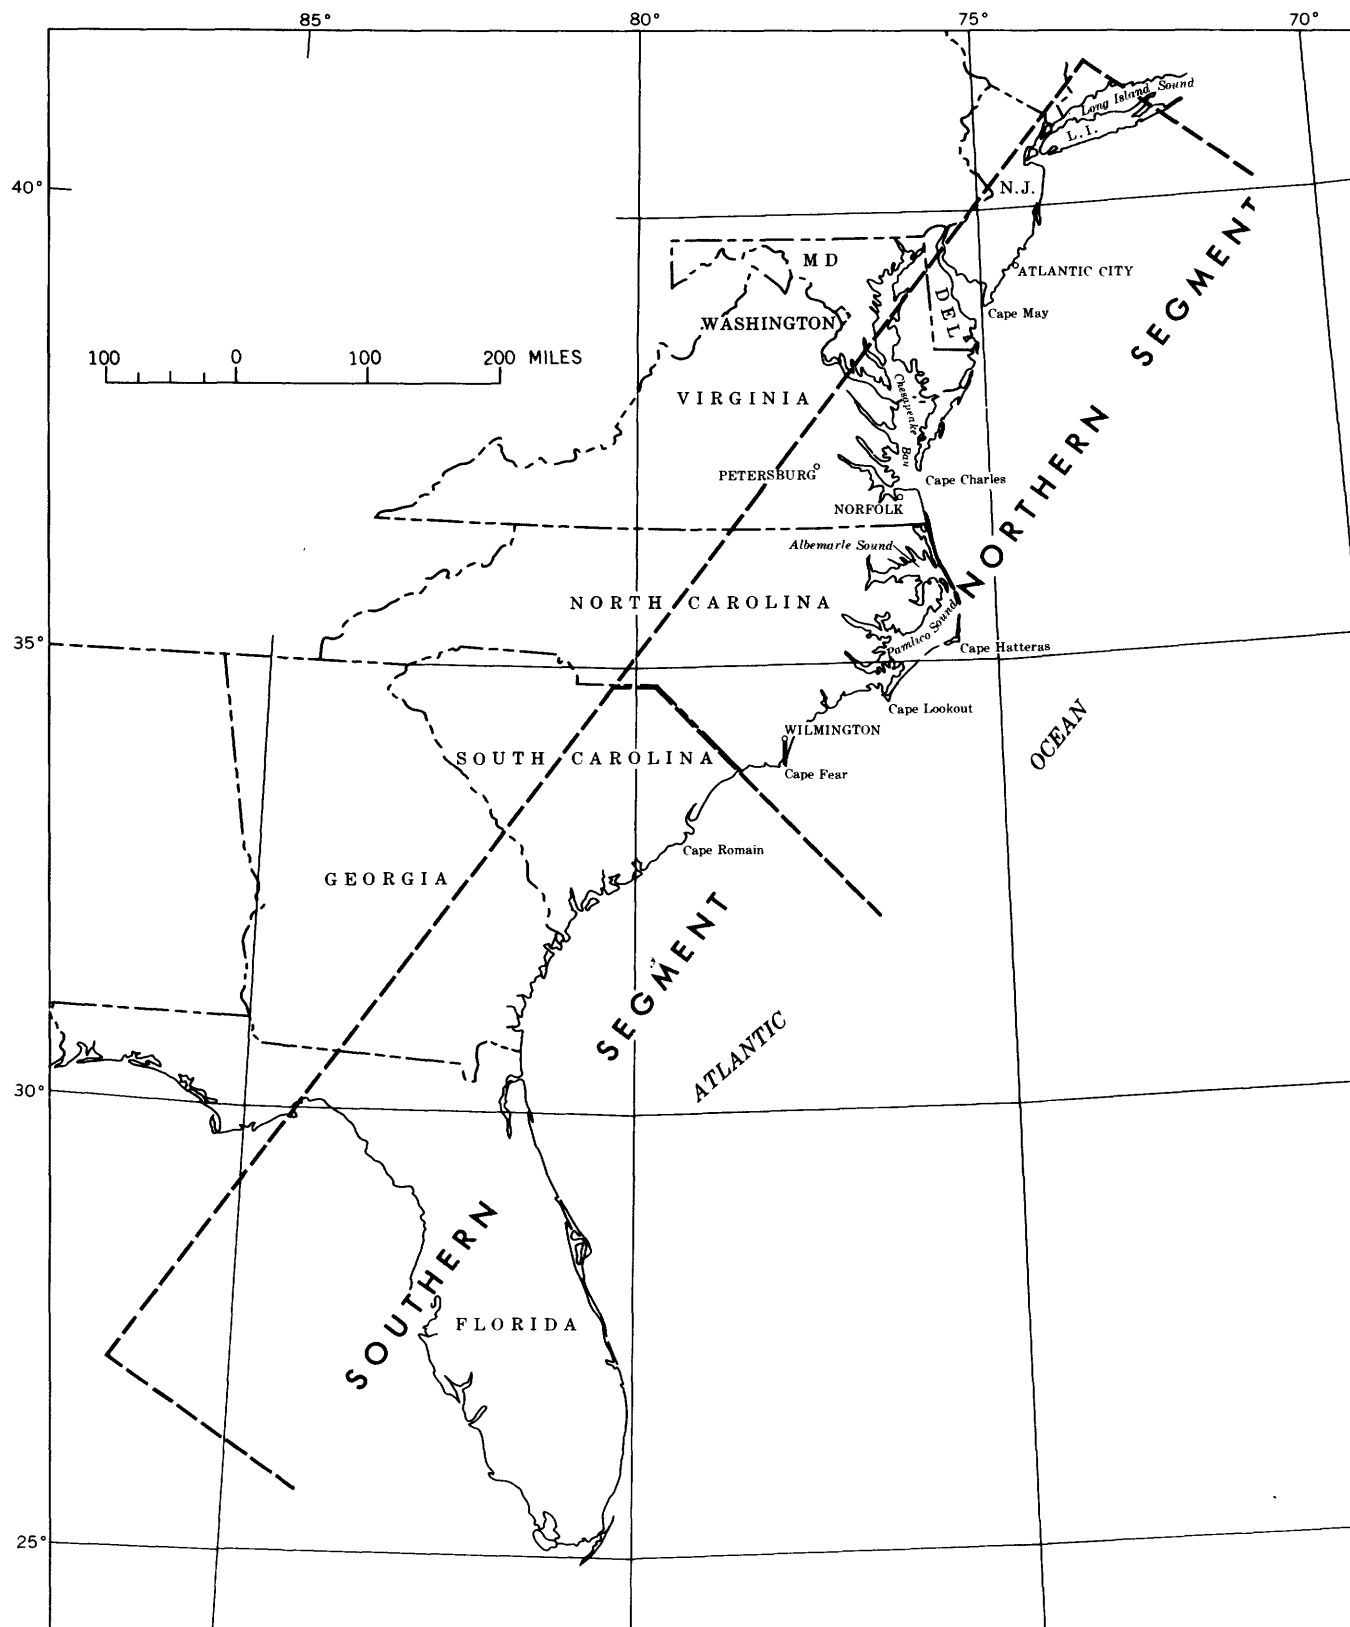 85° 80° 75° 70°
Long Island Sound
L. I.
40°
N.J.
NORTHERN SEGMENT
MD
ATLANTIC CITY
DEL
Cape May
WASHINGTON
100 0 100 200 MILES
VIRGINIA
Chesapeake Bau
PETERSBURG
Cape Charles
NORFOLK
Albemarle Sound
NORTH CAROLINA
Pamlico Sound
35°
Cape Hatteras
Cape Lookout
OCEAN
WILMINGTON
SOUTH CAROLINA
Cape Fear
Cape Romain
GEORGIA
SOUTHERN SEGMENT
ATLANTIC
30°
FLORIDA
25°